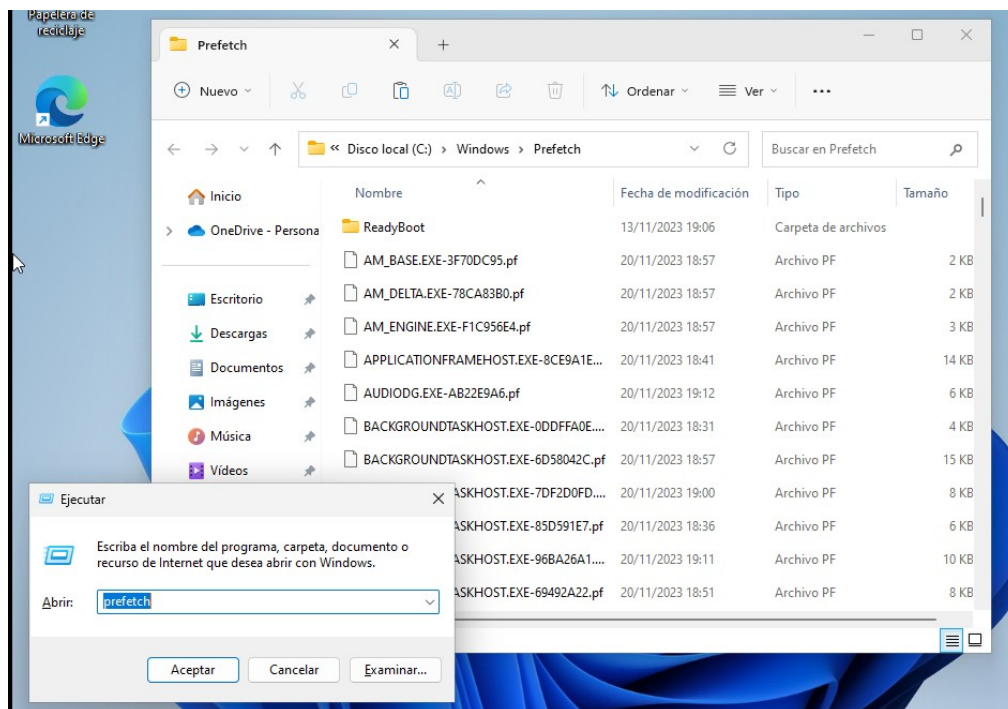 Papelera de
reciclaje
Microsoft Edge
Prefetch
Nuevo
Ordenar
Ver
« Disco local (C:) > Windows > Prefetch
Buscar en Prefetch
Inicio
OneDrive - Persona
Escritorio
Descargas
Documentos
Imágenes
Música
Vídeos
Nombre Fecha de modificación Tipo Tamaño
ReadyBoot 13/11/2023 19:06 Carpeta de archivos
AM_BASE.EXE-3F70DC95.pf 20/11/2023 18:57 Archivo PF 2 KB
AM_DELTA.EXE-78CA83B0.pf 20/11/2023 18:57 Archivo PF 2 KB
AM_ENGINE.EXE-F1C956E4.pf 20/11/2023 18:57 Archivo PF 3 KB
APPLICATIONFRAMEHOST.EXE-8CE9A1E... 20/11/2023 18:41 Archivo PF 14 KB
AUDIODG.EXE-AB22E9A6.pf 20/11/2023 19:12 Archivo PF 6 KB
BACKGROUNDTASKHOST.EXE-0DDFFA0E.... 20/11/2023 18:31 Archivo PF 4 KB
BACKGROUNDTASKHOST.EXE-6D58042C.pf 20/11/2023 18:57 Archivo PF 15 KB
ASKHOST.EXE-7DF2D0FD.... 20/11/2023 19:00 Archivo PF 8 KB
ASKHOST.EXE-85D591E7.pf 20/11/2023 18:36 Archivo PF 6 KB
ASKHOST.EXE-96BA26A1.... 20/11/2023 19:11 Archivo PF 10 KB
ASKHOST.EXE-69492A22.pf 20/11/2023 18:51 Archivo PF 8 KB
Ejecutar
Escriba el nombre del programa, carpeta, documento o
recurso de Internet que desea abrir con Windows.
Abrir: prefetch
Aceptar Cancelar Examinar...